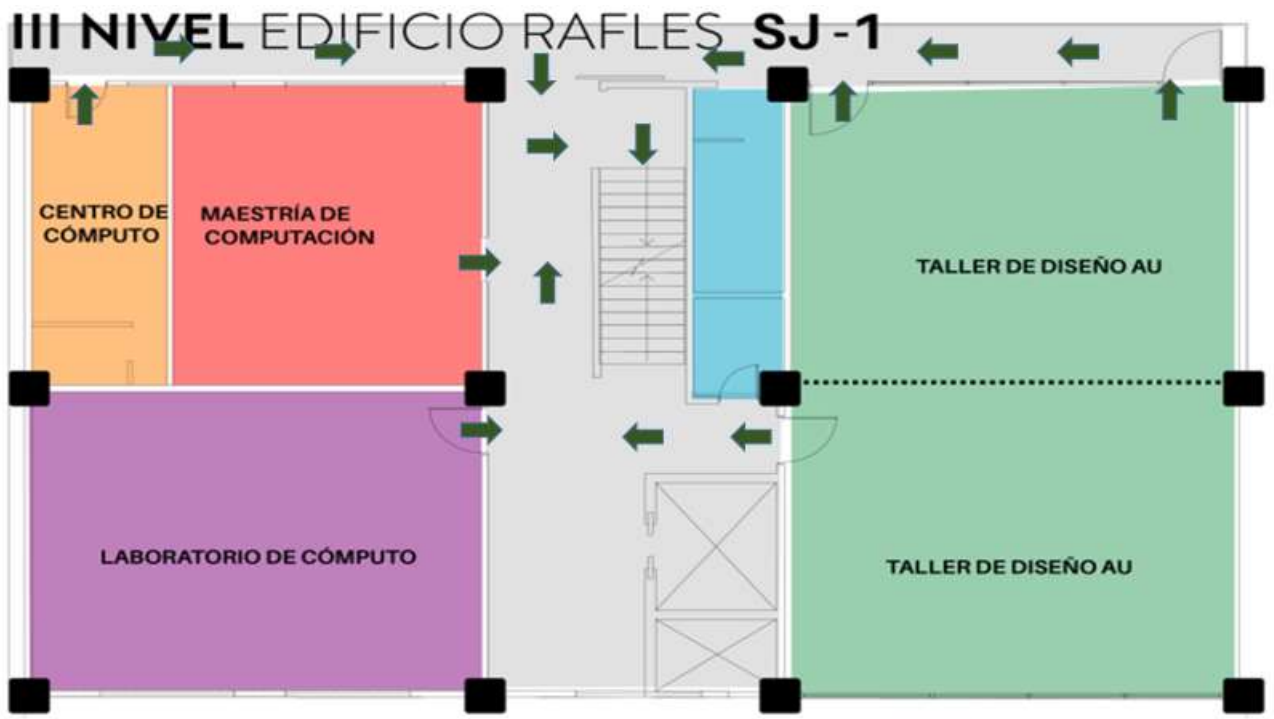 III NIVEL EDIFICIO RAFLES SJ -1
CENTRO DE
CÓMPUTO
MAESTRÍA DE
COMPUTACIÓN
TALLER DE DISEÑO AU
LABORATORIO DE CÓMPUTO
TALLER DE DISEÑO AU